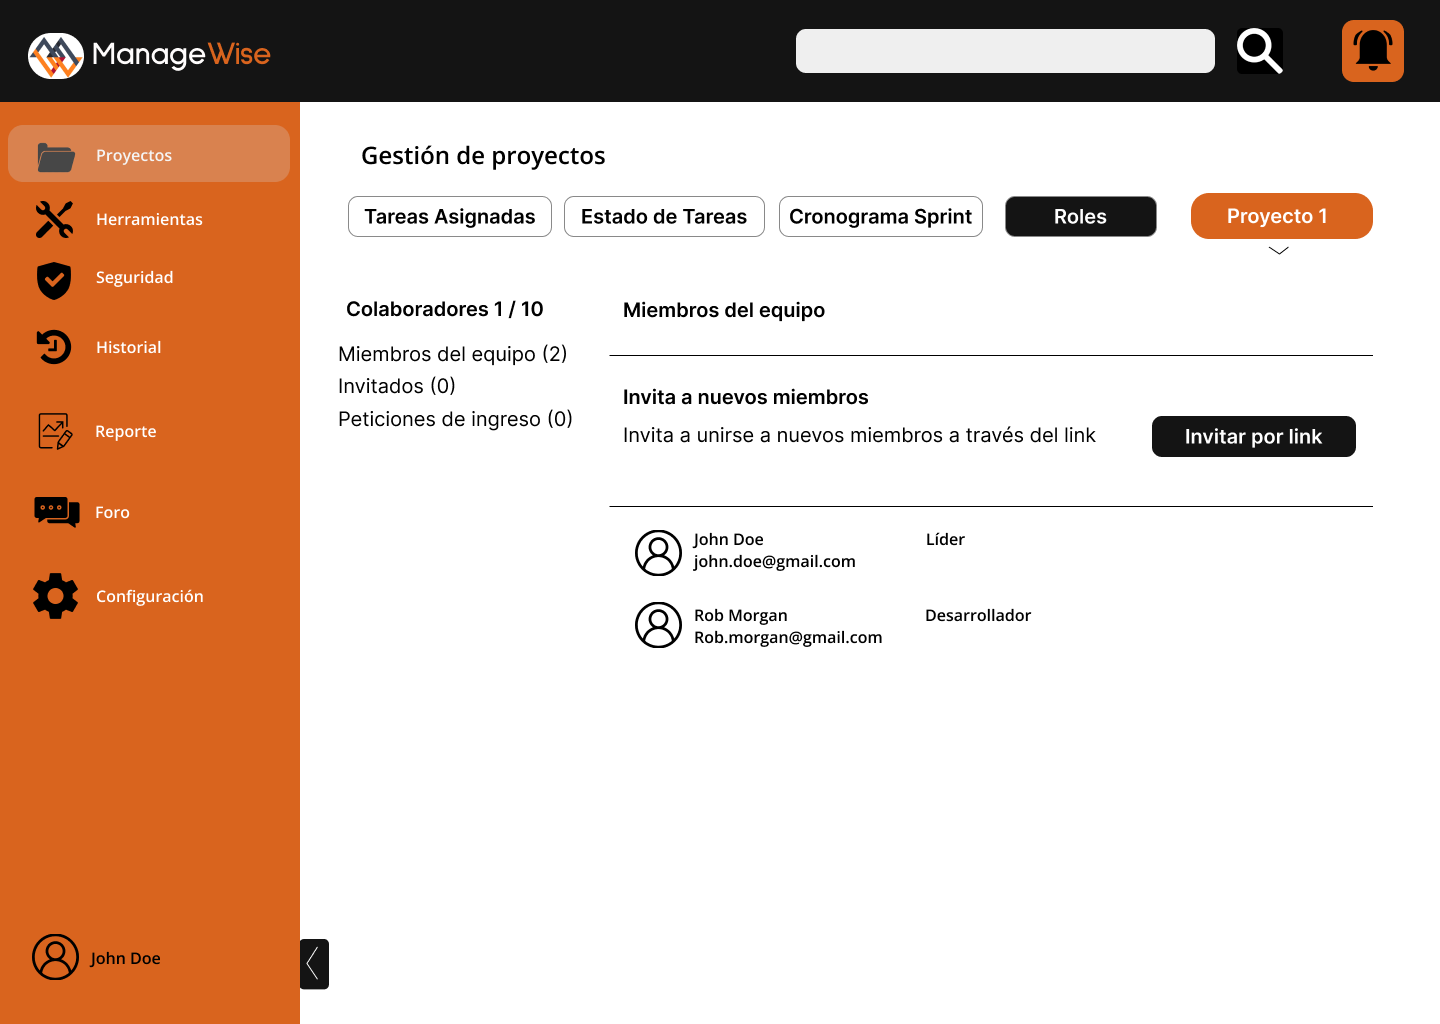 ManageWise
Proyectos
Herramientas
Seguridad
Historial
Reporte
Foro
Configuración
John Doe
Gestión de proyectos
Tareas Asignadas
Estado de Tareas
Cronograma Sprint
Roles
Proyecto 1
Colaboradores 1 / 10
Miembros del equipo (2)
Invitados (0)
Peticiones de ingreso (0)
Miembros del equipo
Invita a nuevos miembros
Invita a unirse a nuevos miembros a través del link
Invitar por link
John Doe
Líder
john.doe@gmail.com
Rob Morgan
Desarrollador
Rob.morgan@gmail.com